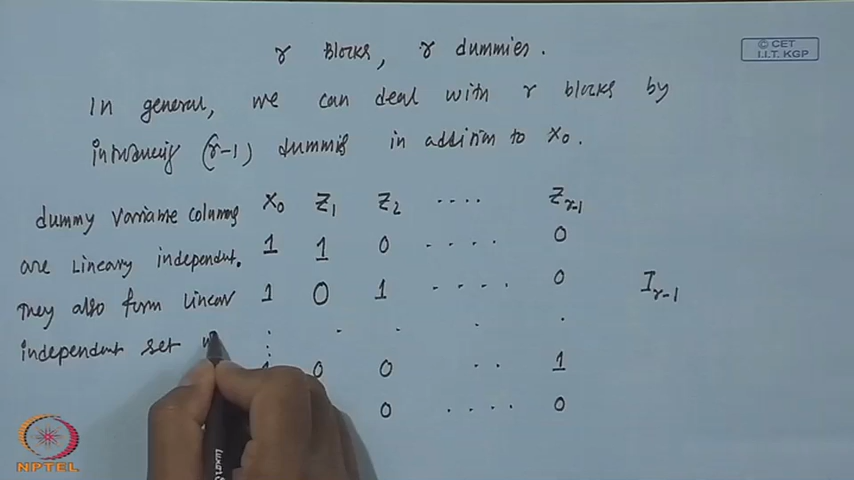 r Blocks, r dummies.
© CET
I.I.T. KGP
In general, we can deal with r blocks by
introducing (r-1) dummies in addition to X0.
dummy variable columns
are linearly independent.
They also form linear
independent set
X0 Z1 Z2 .... Zr-1
1 1 0 ..... 0
1 0 1 ..... 0
Ir-1
0 0 .. 1
0 ..... 0
NPTEL